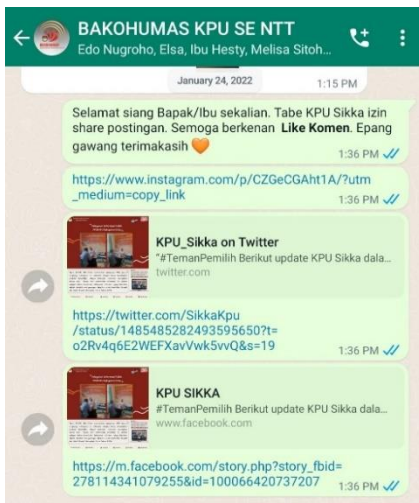 BAKOHUMAS KPU SE NTT
Edo Nugroho, Elsa, Ibu Hesty, Melisa Sitoh...
January 24, 2022
1:15 PM
Selamat siang Bapak/Ibu sekalian. Tabe KPU Sikka izin
share postingan. Semoga berkenan Like Komen. Epang
gawang terimakasih 🧡
1:36 PM
https://www.instagram.com/p/CZGeCGAht1A/?utm
_medium=copy_link
1:36 PM
KPU_Sikka on Twitter
"#TemanPemilih Berikut update KPU Sikka dala...
twitter.com
https://twitter.com/SikkaKpu
/status/1485485282493595650?t=
o2Rv4q6E2WEFXavVwk5vvQ&s=19
1:36 PM
KPU SIKKA
#TemanPemilih Berikut update KPU Sikka dala...
www.facebook.com
https://m.facebook.com/story.php?story_fbid=
278114341079255&id=100066420737207
1:36 PM